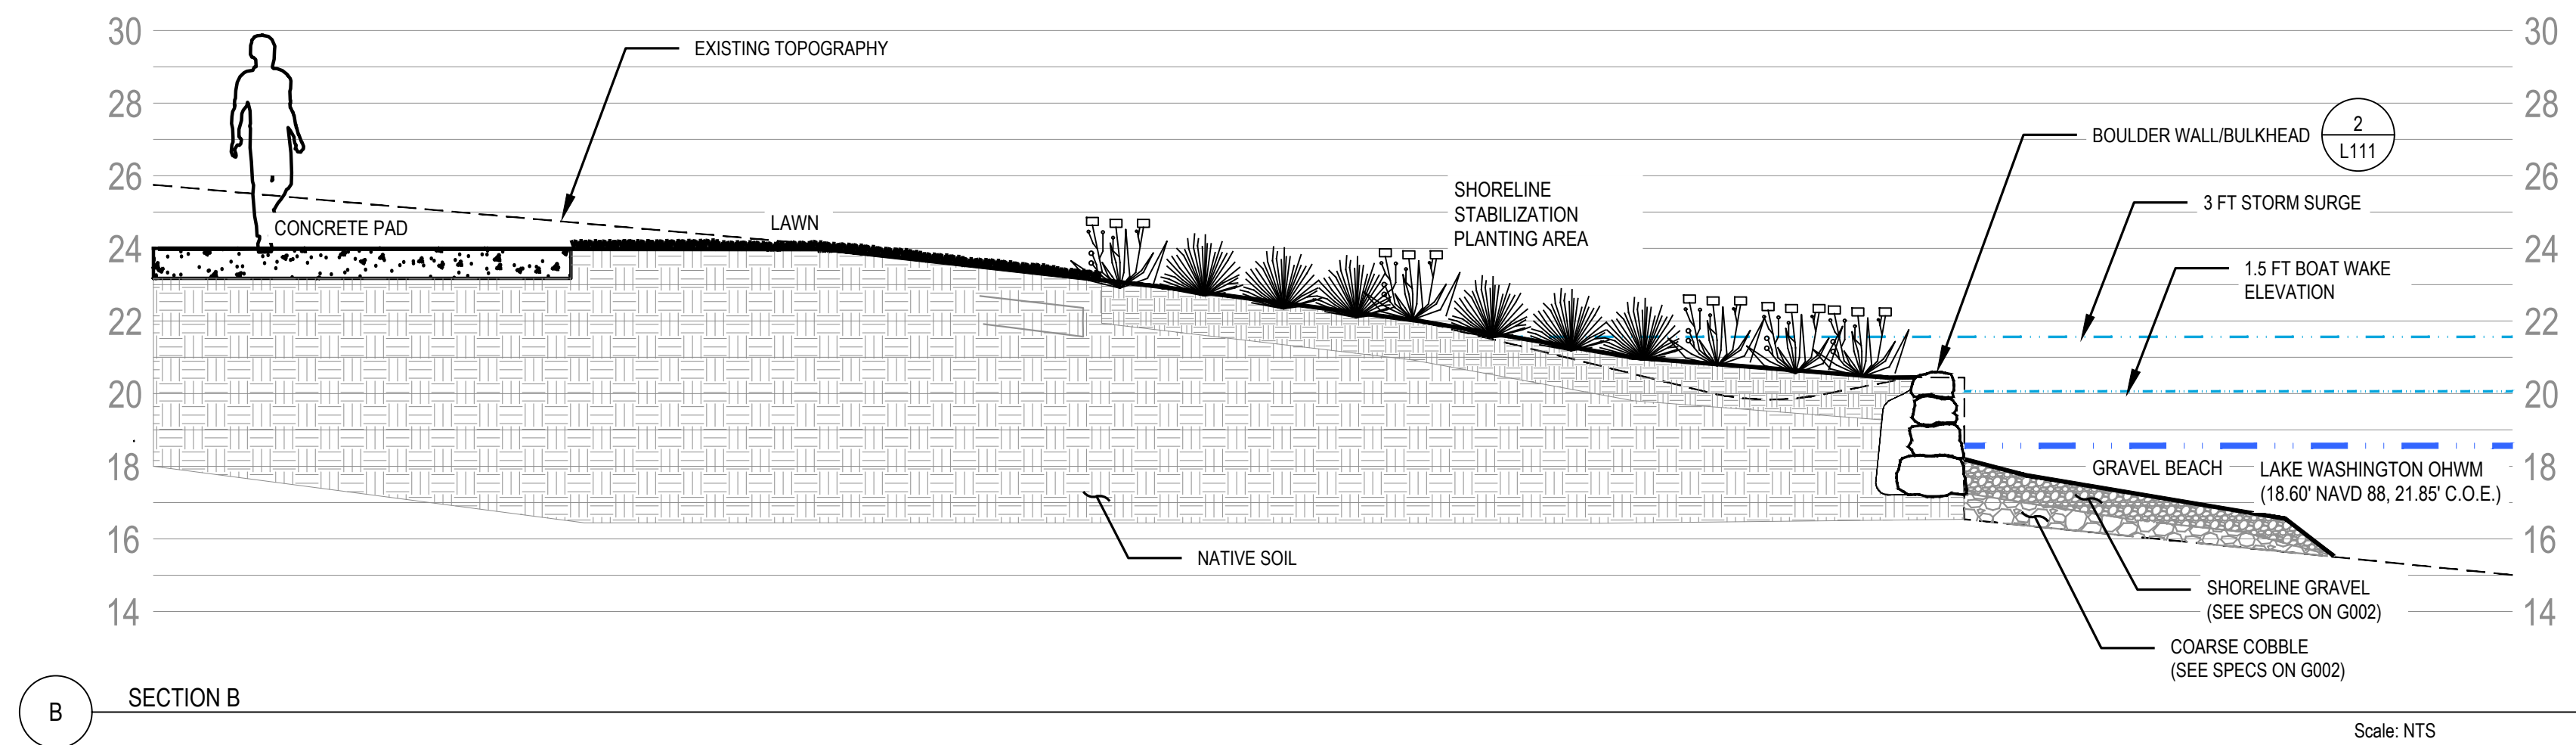 30
28
26
24
22
20
18
16
14
EXISTING TOPOGRAPHY
CONCRETE PAD
LAWN
SHORELINE
STABILIZATION
PLANTING AREA
BOULDER WALL/BULKHEAD
2
L111
3 FT STORM SURGE
1.5 FT BOAT WAKE
ELEVATION
GRAVEL BEACH
LAKE WASHINGTON OHWM
(18.60' NAVD 88, 21.85' C.O.E.)
NATIVE SOIL
SHORELINE GRAVEL
(SEE SPECS ON G002)
COARSE COBBLE
(SEE SPECS ON G002)
30
28
26
24
22
20
18
16
14
B
SECTION B
Scale: NTS